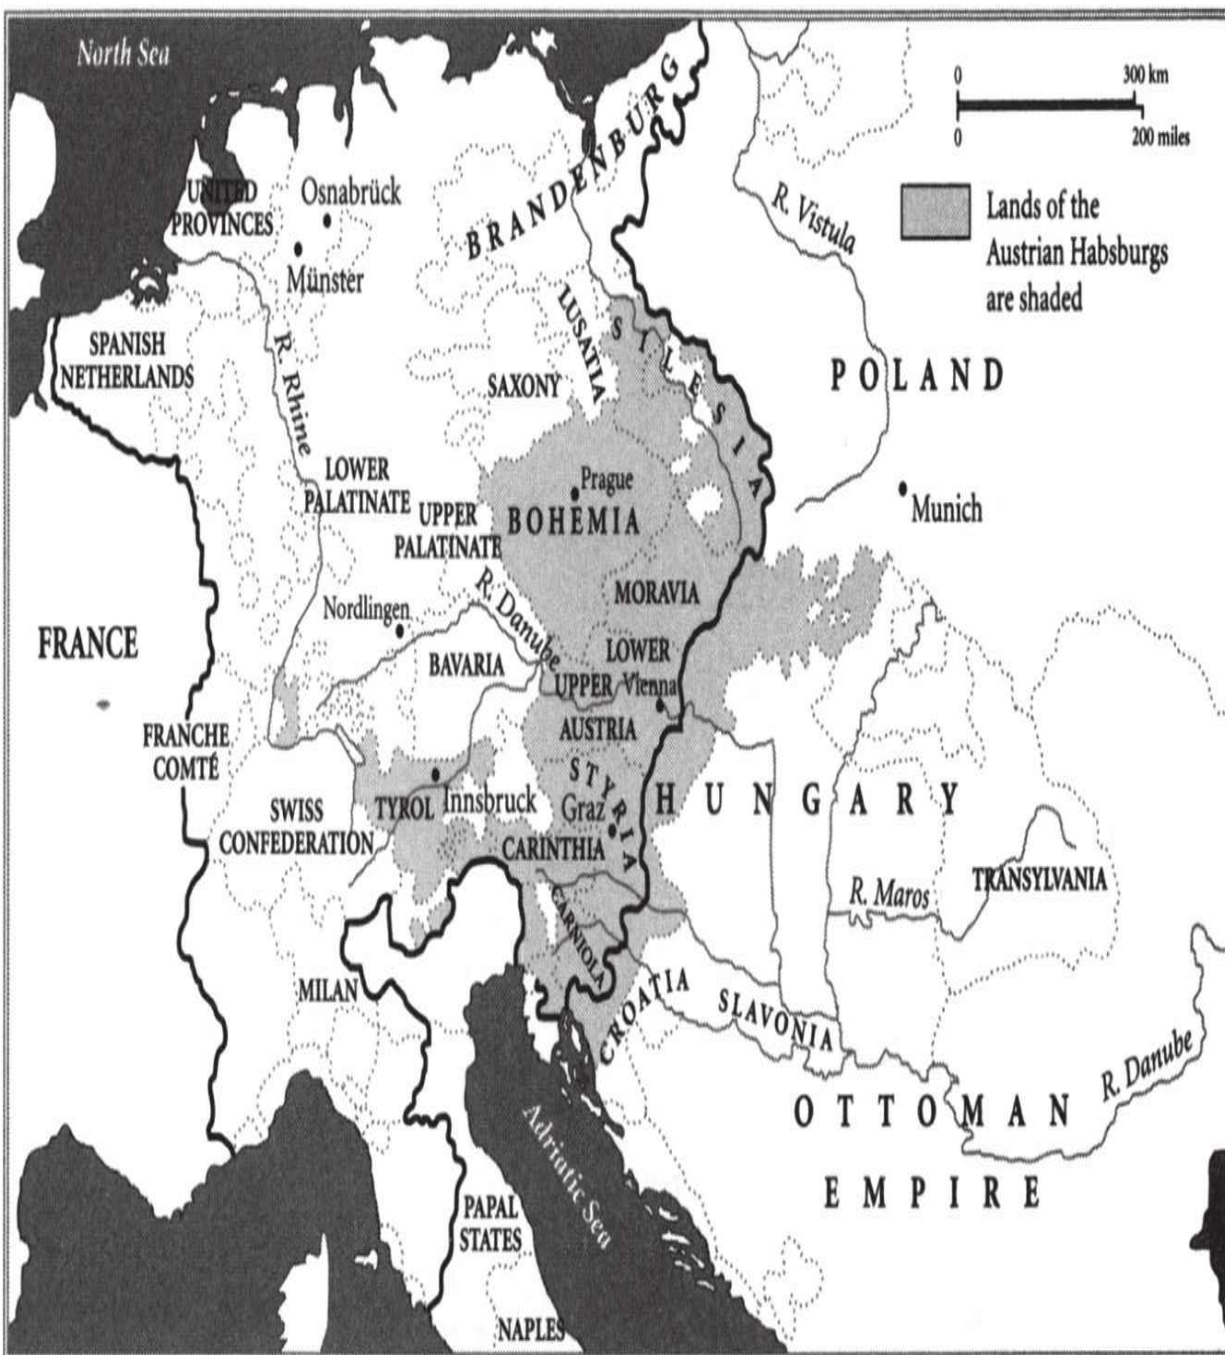 North Sea
0 300 km
0 200 miles
Lands of the
Austrian Habsburgs
are shaded
BRANDENBURG
UNITED
PROVINCES
Osnabrück
Münster
R. Vistula
LUSATIA
SILESIA
SPANISH
NETHERLANDS
R. Rhine
SAXONY
POLAND
LOWER
PALATINATE
Prague
BOHEMIA
UPPER
PALATINATE
Munich
MORAVIA
Nordlingen
R. Danube
FRANCE
BAVARIA
LOWER
UPPER Vienna
AUSTRIA
FRANCHE
COMTÉ
STYRIA
SWISS
CONFEDERATION
TYROL
Innsbruck
Graz
HUNGARY
CARINTHIA
TRANSYLVANIA
R. Maros
CARNIOLA
MILAN
CROATIA
SLAVONIA
R. Danube
OTTOMAN
EMPIRE
Adriatic Sea
PAPAL
STATES
NAPLES